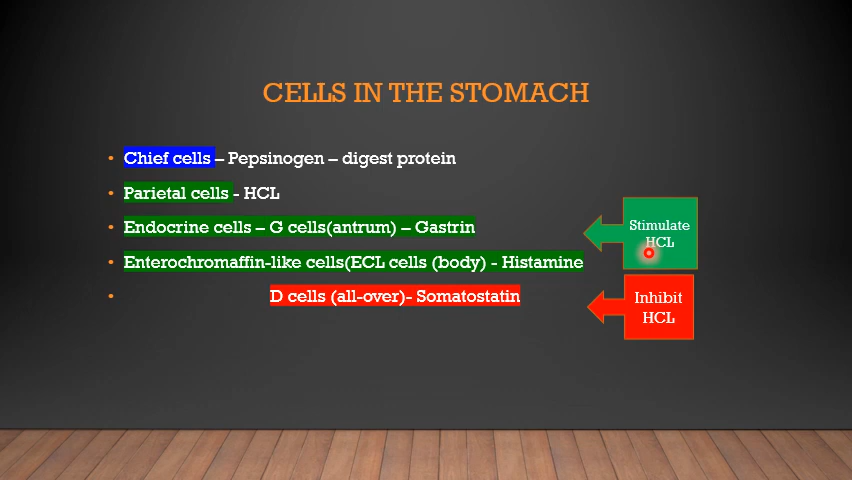 CELLS IN THE STOMACH
• Chief cells – Pepsinogen – digest protein
• Parietal cells - HCL
• Endocrine cells – G cells(antrum) – Gastrin
• Enterochromaffin-like cells(ECL cells (body) - Histamine
• D cells (all-over)- Somatostatin
Stimulate
HCL
Inhibit
HCL